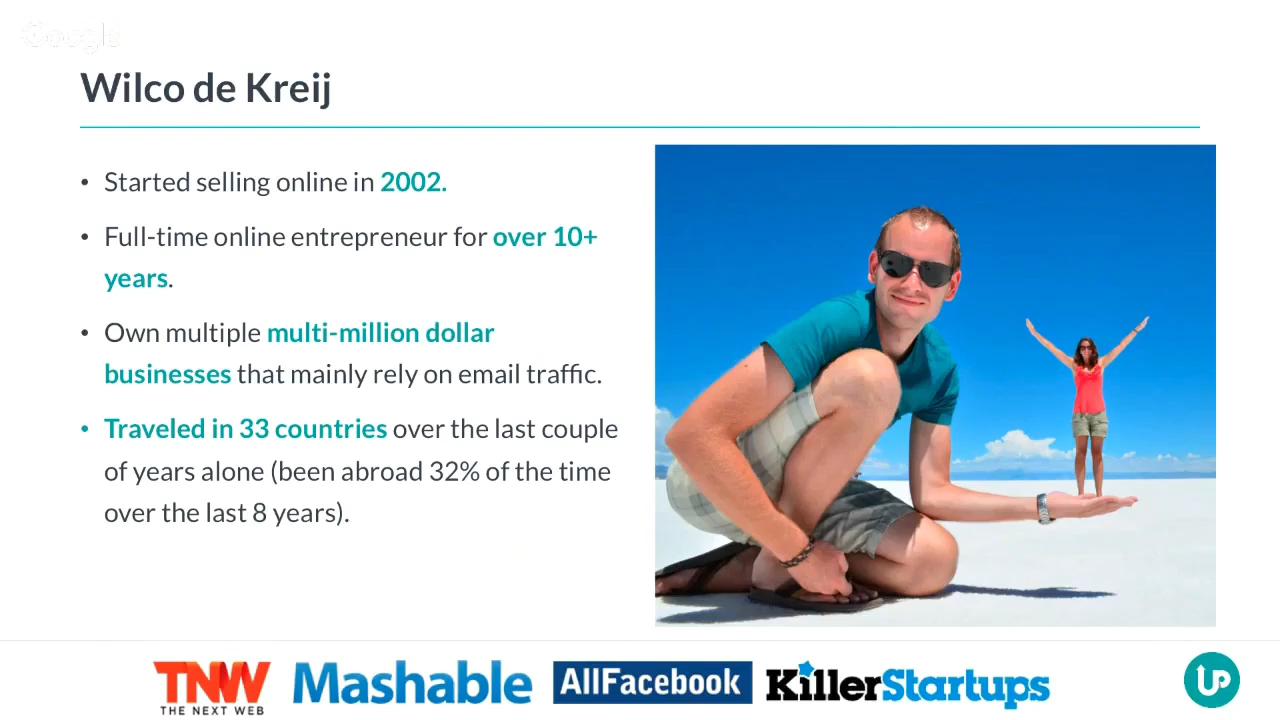 Google
Wilco de Kreij
• Started selling online in 2002.
• Full-time online entrepreneur for over 10+
years.
• Own multiple multi-million dollar
businesses that mainly rely on email traffic.
• Traveled in 33 countries over the last couple
of years alone (been abroad 32% of the time
over the last 8 years).
TNW
THE NEXT WEB
Mashable
AllFacebook
KillerStartups
UP